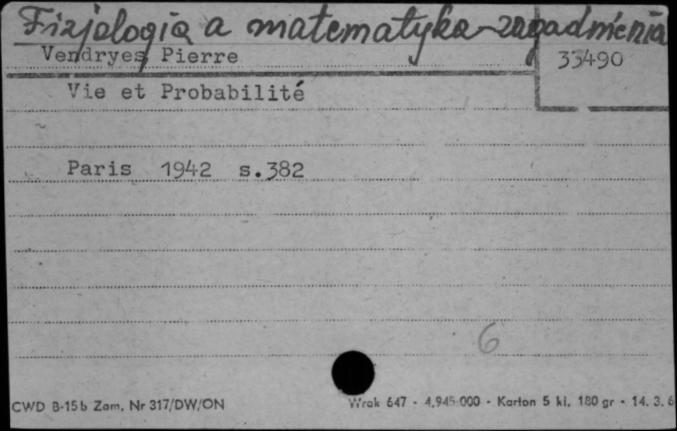 Fizjologia a matematyka-zagadnienia
Vendryes Pierre
33490
Vie et Probabilité
Paris 1942 s.382
6
CWD B-15b Zam. Nr 317/DW/ON
Wrak 647 - 4.945.000 - Karton 5 kl. 180 gr - 14. 3. 6